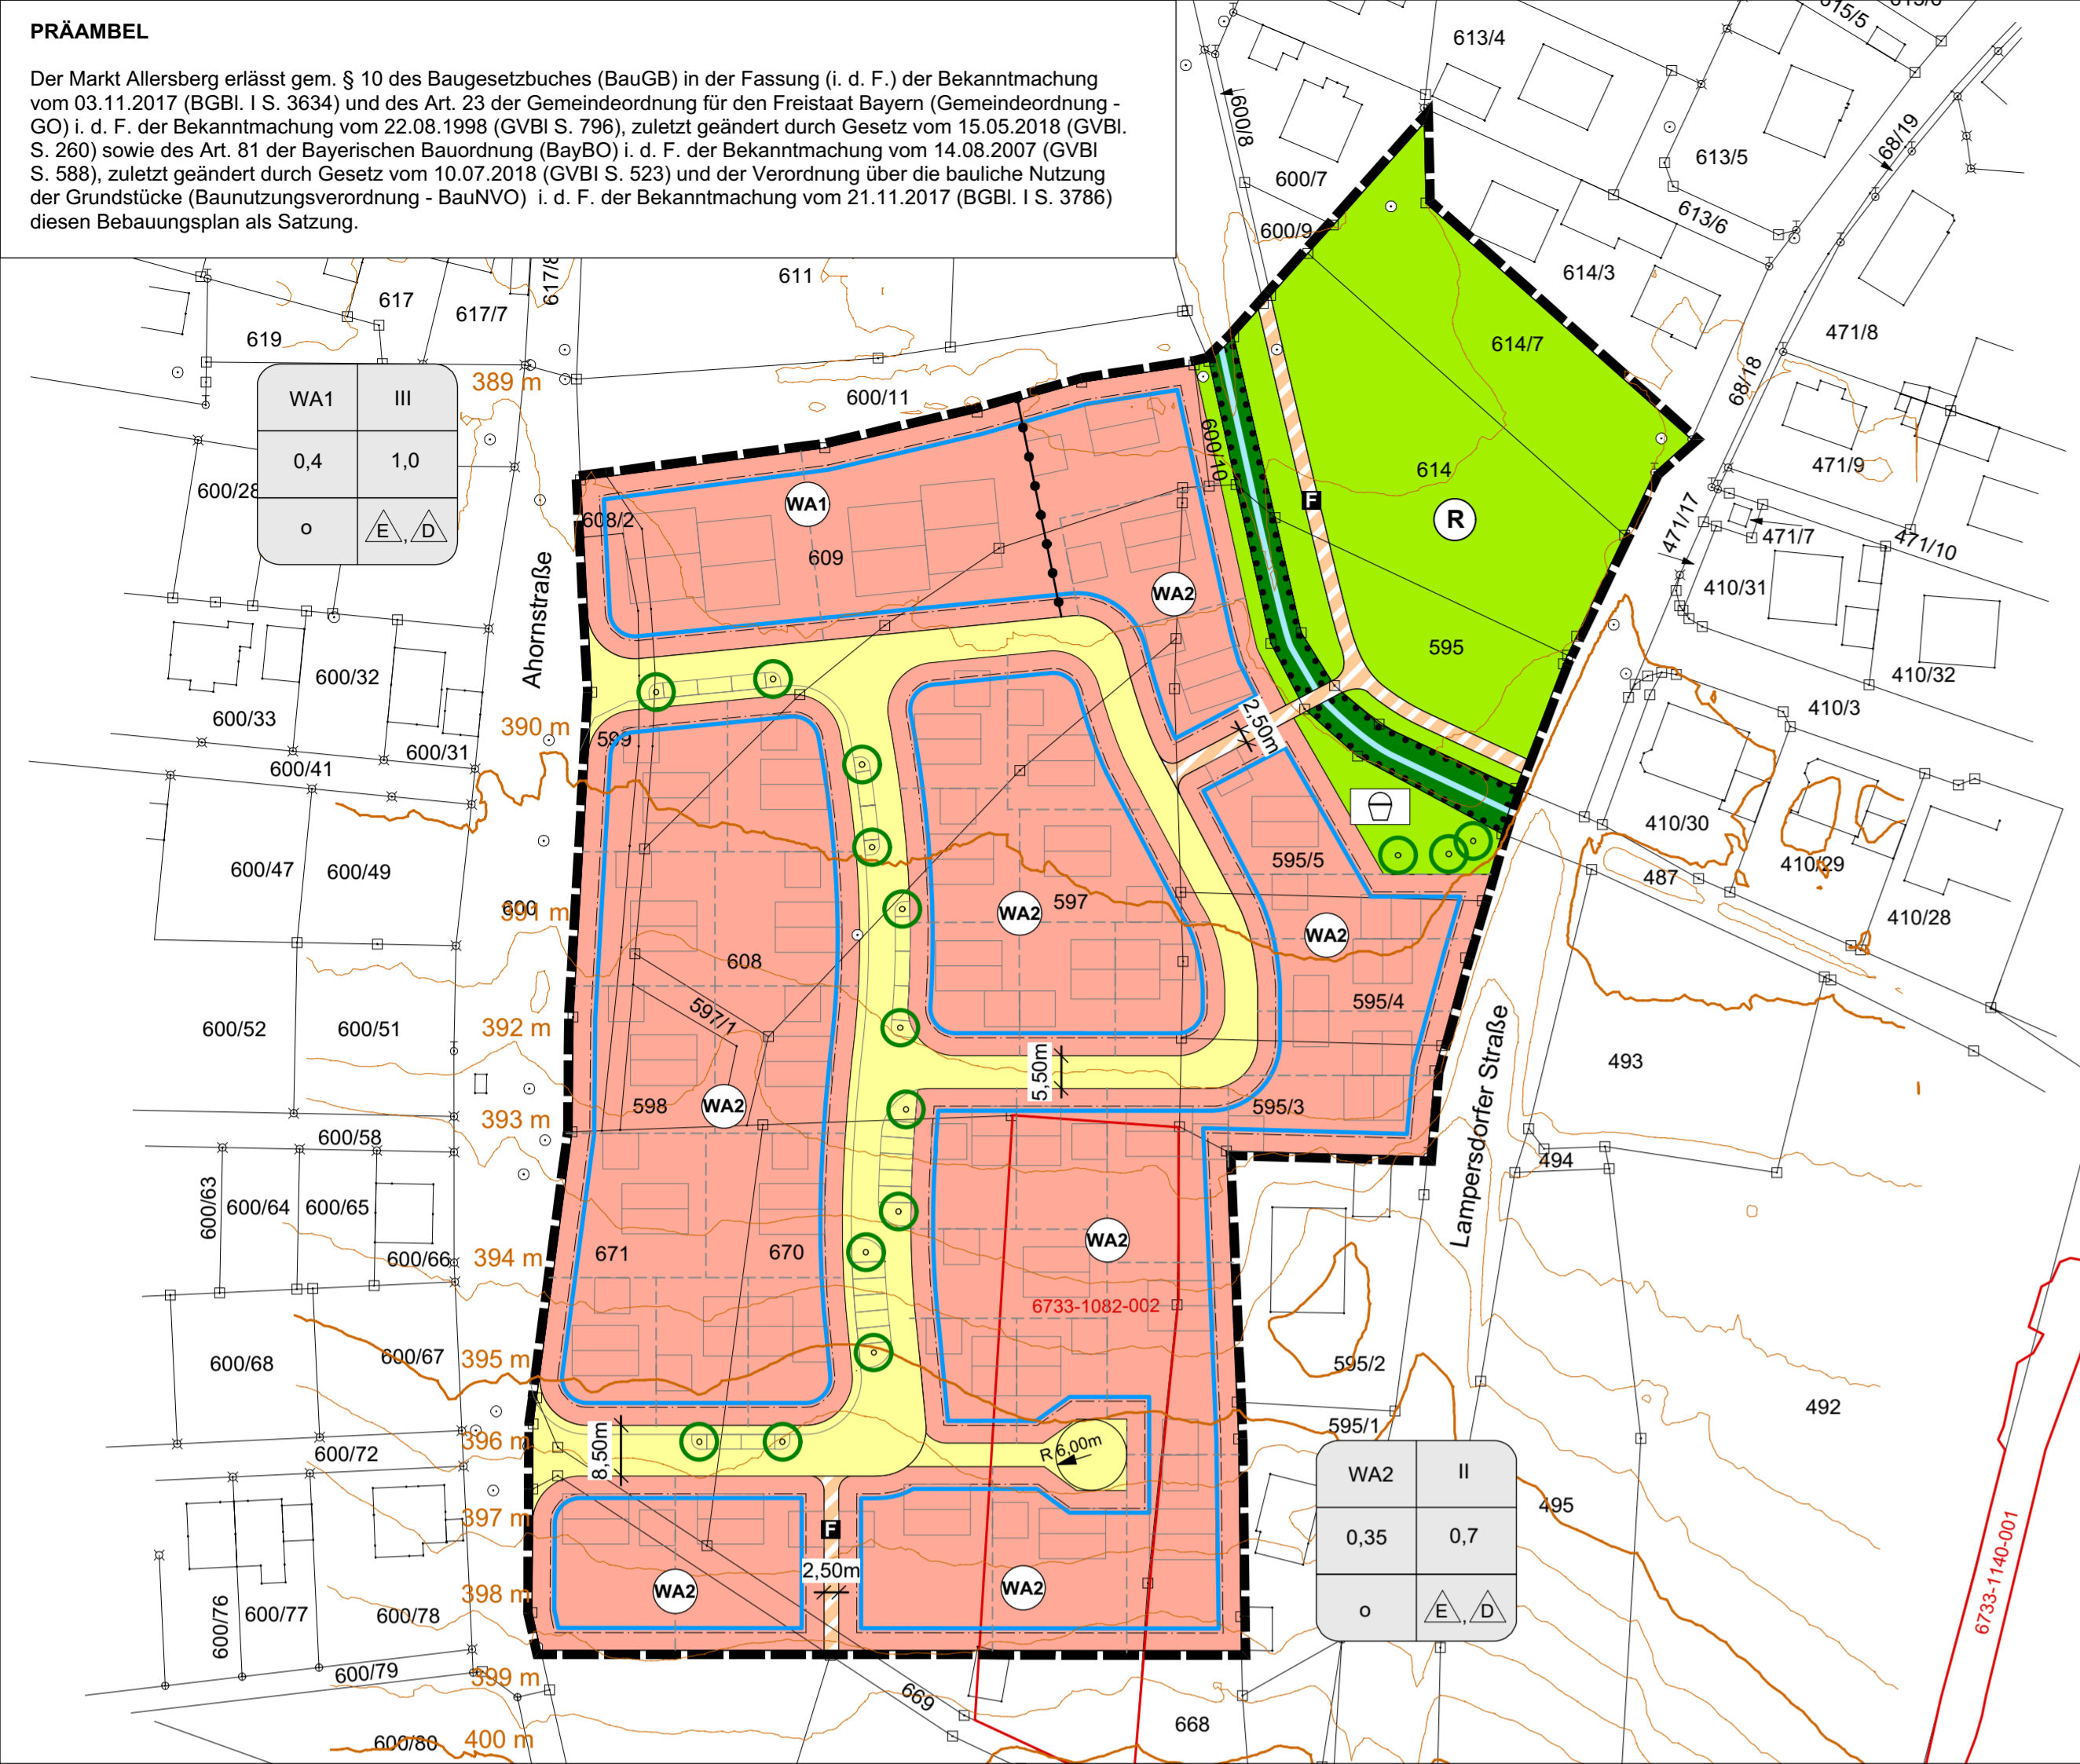 PRÄAMBEL
Der Markt Allersberg erlässt gem. § 10 des Baugesetzbuches (BauGB) in der Fassung (i. d. F.) der Bekanntmachung
vom 03.11.2017 (BGBl. I S. 3634) und des Art. 23 der Gemeindeordnung für den Freistaat Bayern (Gemeindeordnung -
GO) i. d. F. der Bekanntmachung vom 22.08.1998 (GVBl S. 796), zuletzt geändert durch Gesetz vom 15.05.2018 (GVBl.
S. 260) sowie des Art. 81 der Bayerischen Bauordnung (BayBO) i. d. F. der Bekanntmachung vom 14.08.2007 (GVBl
S. 588), zuletzt geändert durch Gesetz vom 10.07.2018 (GVBl S. 523) und der Verordnung über die bauliche Nutzung
der Grundstücke (Baunutzungsverordnung - BauNVO) i. d. F. der Bekanntmachung vom 21.11.2017 (BGBl. I S. 3786)
diesen Bebauungsplan als Satzung.
615/5
613/4
600/8
68/19
613/5
600/7
613/6
600/9
614/3
611
617
617/7
617/8
619
471/8
614/7
68/18
389 m
600/11
WA1 III
0,4 1,0
o E, D
600/28
600/10
614
471/9
WA1
F
R
471/17
608/2
609
471/7
471/10
Ahornstraße
WA2
410/31
595
600/32
410/32
600/33
390 m
599
2,50m
410/3
600/31
600/41
410/30
595/5
410/29
600/47
600/49
487
600
391 m
WA2
597
WA2
410/28
608
595/4
597/1
600/52
600/51
392 m
Lampersdorfer Straße
493
5,50m
598
WA2
393 m
595/3
600/58
494
600/63
600/64
600/65
WA2
600/66
394 m
671
670
6733-1082-002
600/68
600/67
395 m
595/2
492
595/1
600/72
396 m
8,50m
R 6,00m
WA2 II
0,35 0,7
o E, D
495
397 m
F
2,50m
6733-1140-001
WA2
WA2
398 m
600/76
600/77
600/78
600/79
399 m
669
668
600/80
400 m